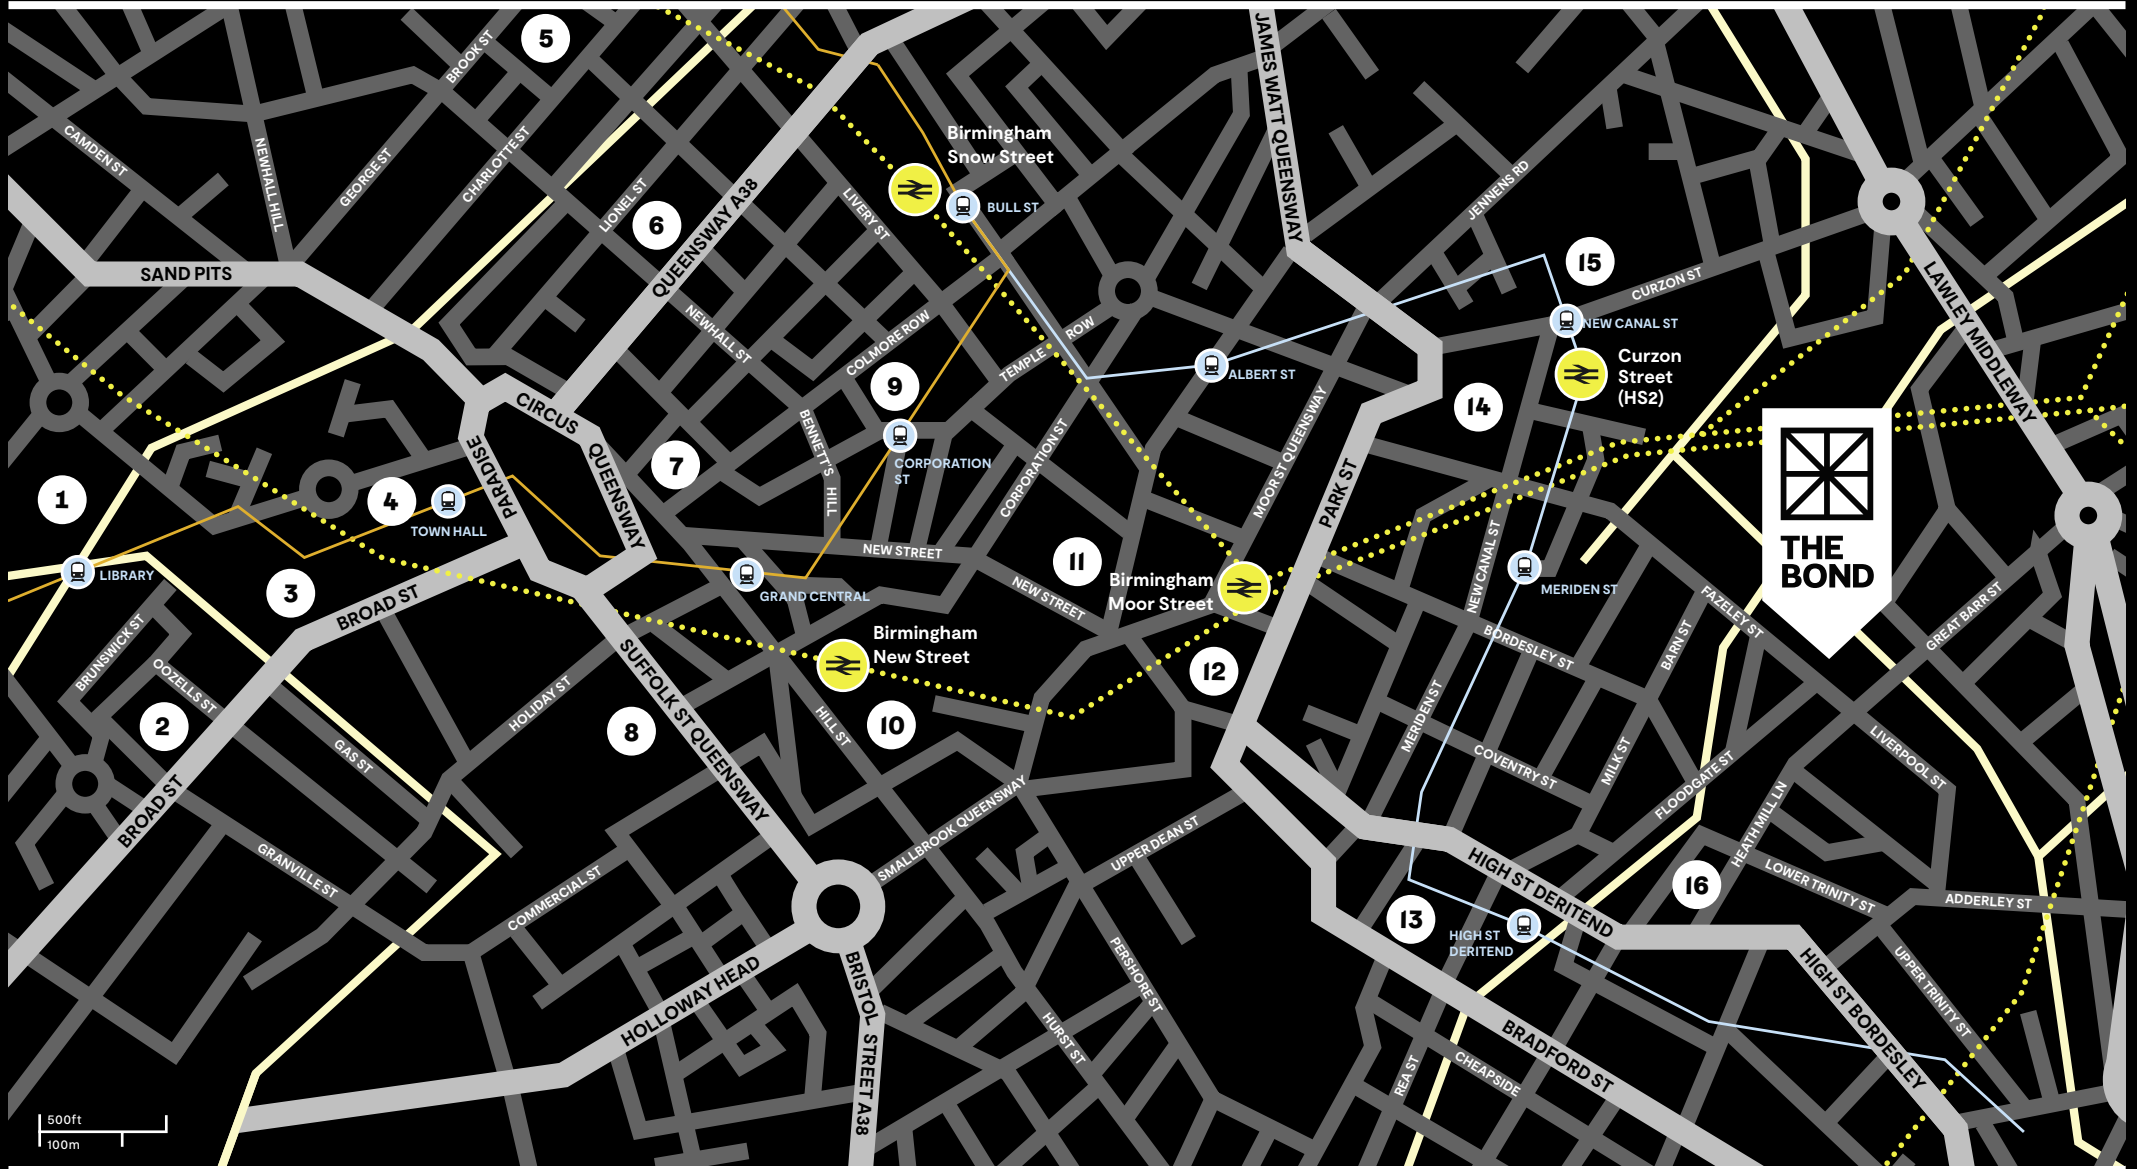 5
BROOK ST
JAMES WATT QUEENSWAY
CAMDEN ST
NEWHALL HILL
GEORGE ST
CHARLOTTE ST
LIONEL ST
6
QUEENSWAY A38
LIVERY ST
Birmingham
Snow Street
BULL ST
JENNENS RD
15
CURZON ST
SAND PITS
NEWHALL ST
COLMORE ROW
TEMPLE ROW
NEW CANAL ST
Curzon
Street
(HS2)
LAWLEY MIDDLEWAY
ALBERT ST
9
14
CIRCUS
QUEENSWAY
PARADISE
7
BENNETT'S HILL
CORPORATION
ST
CORPORATION ST
MOOR ST QUEENSWAY
PARK ST
THE
BOND
1
4
TOWN HALL
NEW STREET
11
NEW CANAL ST
LIBRARY
3
BROAD ST
GRAND CENTRAL
NEW STREET
Birmingham
Moor Street
MERIDEN ST
FAZELEY ST
GREAT BARR ST
BRUNSWICK ST
OOZELLS ST
Birmingham
New Street
BORDESLEY ST
BARN ST
12
2
HOLIDAY ST
SUFFOLK ST QUEENSWAY
8
HILL ST
10
MERIDEN ST
GAS ST
COVENTRY ST
MILK ST
FLOODGATE ST
LIVERPOOL ST
BROAD ST
SMALLBROOK QUEENSWAY
UPPER DEAN ST
HEATH MILL LN
GRANVILLE ST
COMMERCIAL ST
HIGH ST DERITEND
16
LOWER TRINITY ST
ADDERLEY ST
13
HIGH ST
DERITEND
HOLLOWAY HEAD
BRISTOL STREET A38
PERSHORE ST
HURST ST
HIGH ST BORDESLEY
UPPER TRINITY ST
BRADFORD ST
REA ST
CHEAPSIDE
500ft
100m